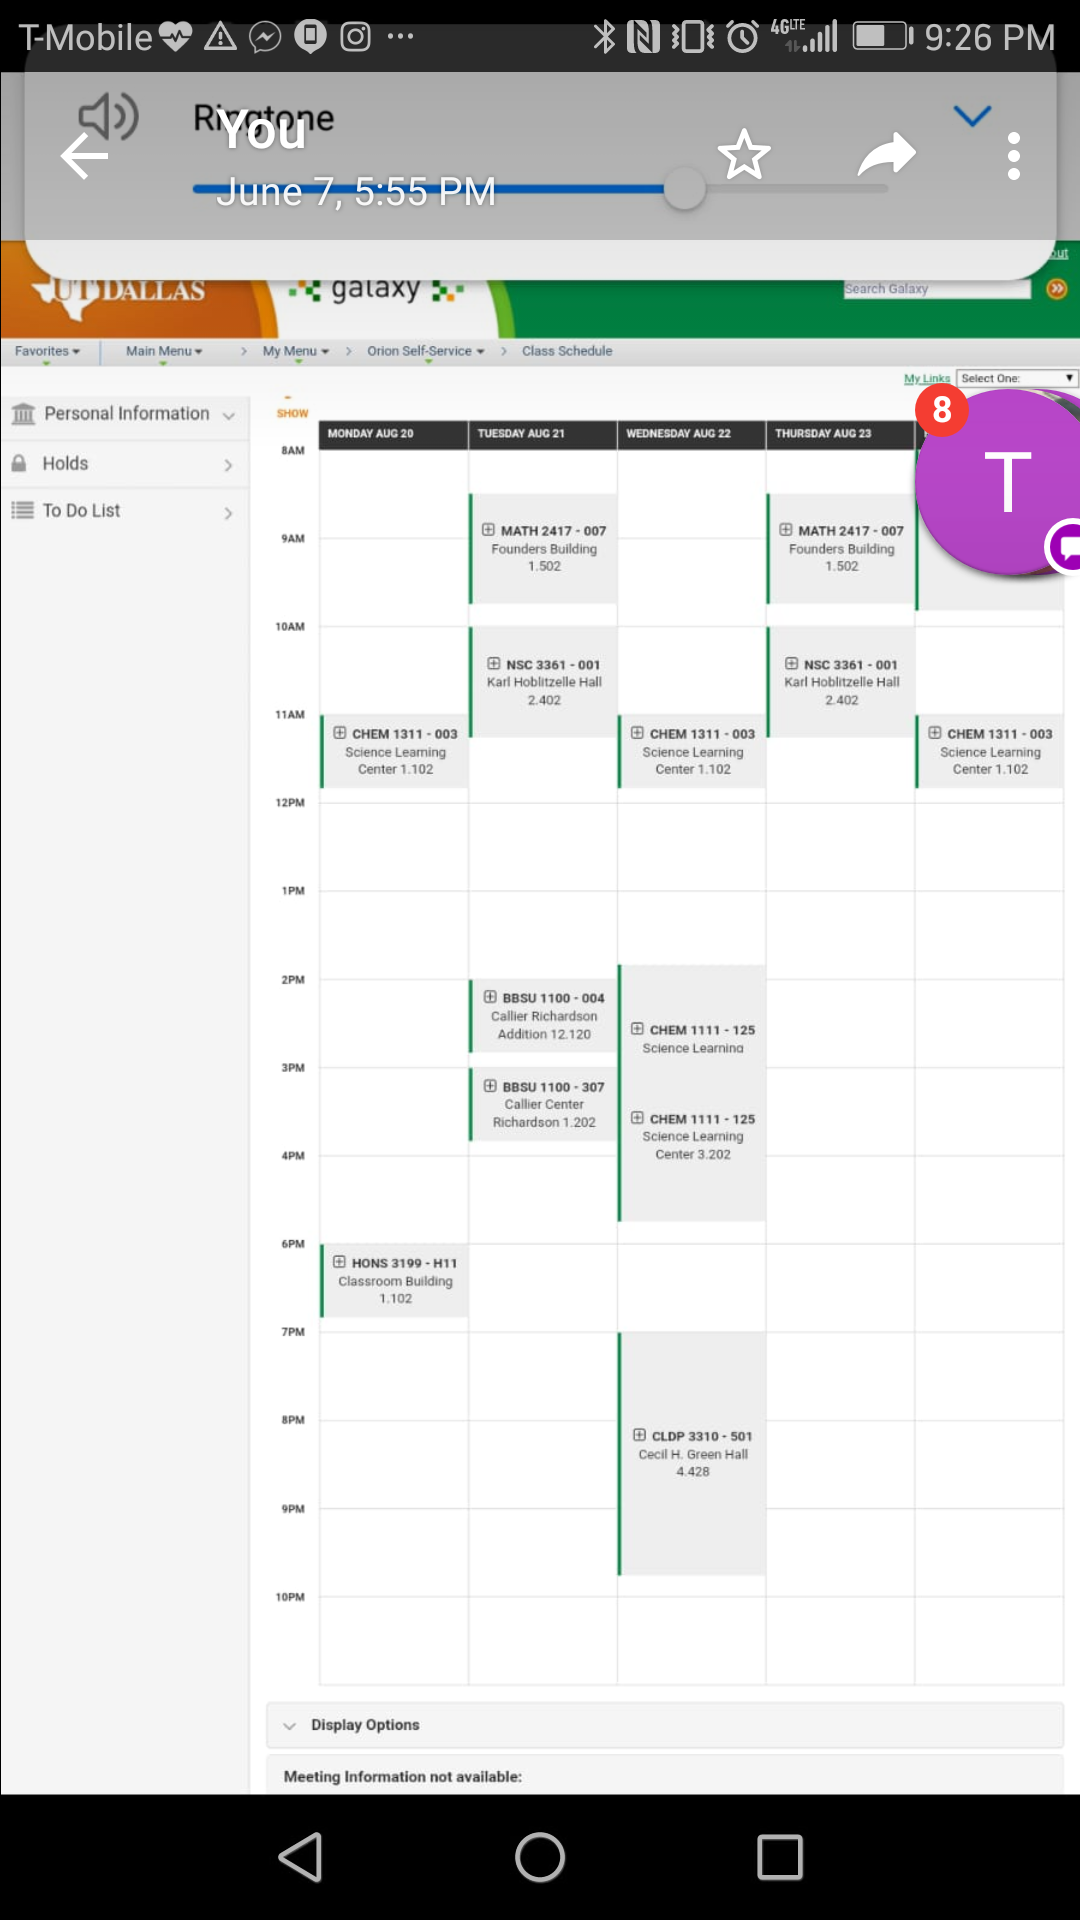 T-Mobile 4G LTE 9:26 PM
Ringtone
You
June 7, 5:55 PM
out
UT DALLAS galaxy Search Galaxy
Favorites Main Menu > My Menu > Orion Self-Service > Class Schedule
My Links Select One:
8
T
Personal Information
Holds
To Do List
SHOW
MONDAY AUG 20 TUESDAY AUG 21 WEDNESDAY AUG 22 THURSDAY AUG 23
8AM
MATH 2417 - 007 MATH 2417 - 007
9AM
Founders Building Founders Building
1.502 1.502
10AM
NSC 3361 - 001 NSC 3361 - 001
Karl Hoblitzelle Hall Karl Hoblitzelle Hall
2.402 2.402
11AM
CHEM 1311 - 003 CHEM 1311 - 003 CHEM 1311 - 003
Science Learning Science Learning Science Learning
Center 1.102 Center 1.102 Center 1.102
12PM
1PM
2PM
BBSU 1100 - 004
Callier Richardson
Addition 12.120
CHEM 1111 - 125
Science Learning
3PM
BBSU 1100 - 307
Callier Center
Richardson 1.202
CHEM 1111 - 125
Science Learning
Center 3.202
4PM
6PM
HONS 3199 - H11
Classroom Building
1.102
7PM
8PM
CLDP 3310 - 501
Cecil H. Green Hall
4.428
9PM
10PM
Display Options
Meeting Information not available: